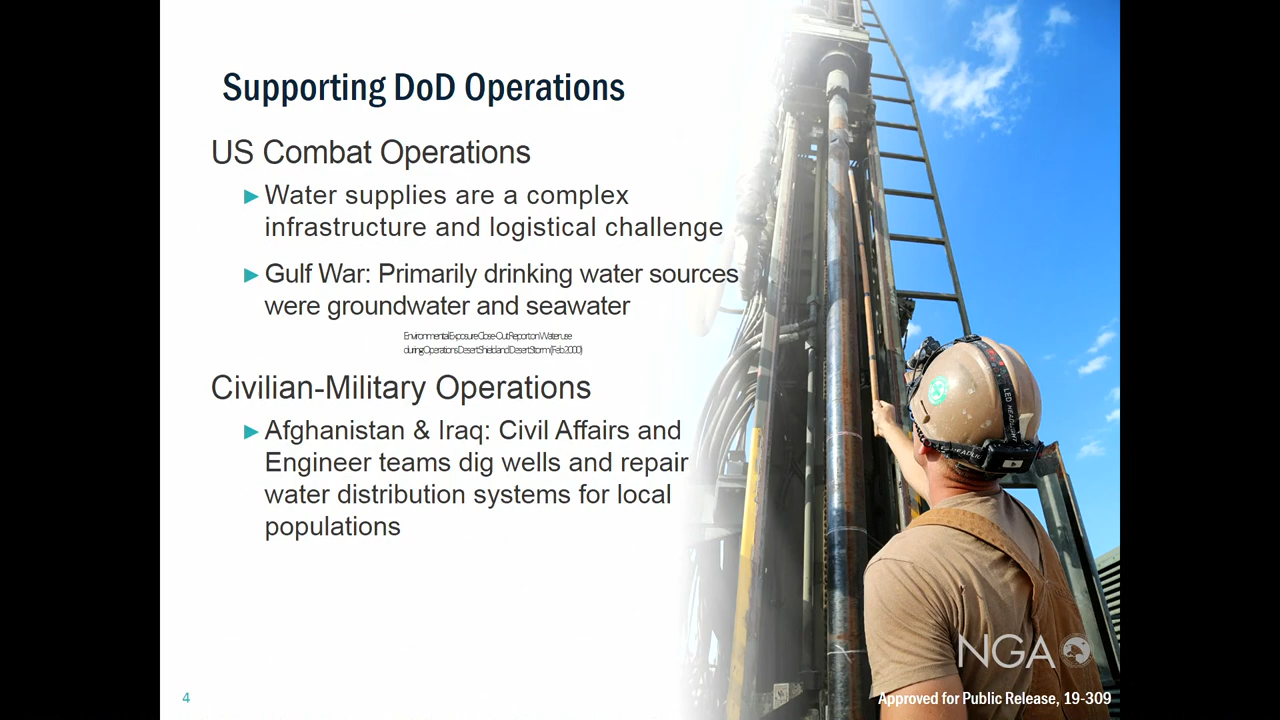 Supporting DoD Operations
US Combat Operations
►Water supplies are a complex
infrastructure and logistical challenge
►Gulf War: Primarily drinking water sources
were groundwater and seawater
Environmental Exposure Close-Out Report on Water use
during Operations Desert Shield and Desert Storm (Feb 2000)
Civilian-Military Operations
►Afghanistan & Iraq: Civil Affairs and
Engineer teams dig wells and repair
water distribution systems for local
populations
LED HEADLIGHT
HEADLIG
NGA
4
Approved for Public Release, 19-309